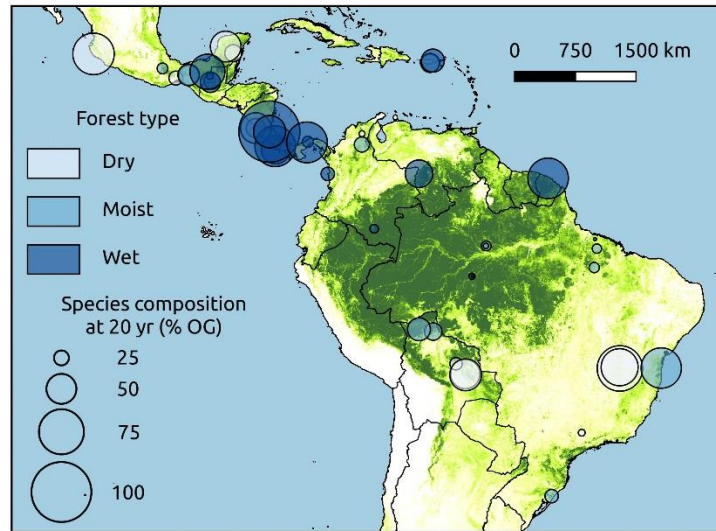 0 750 1500 km
Forest type
Dry
Moist
Wet
Species composition
at 20 yr (% OG)
25
50
75
100